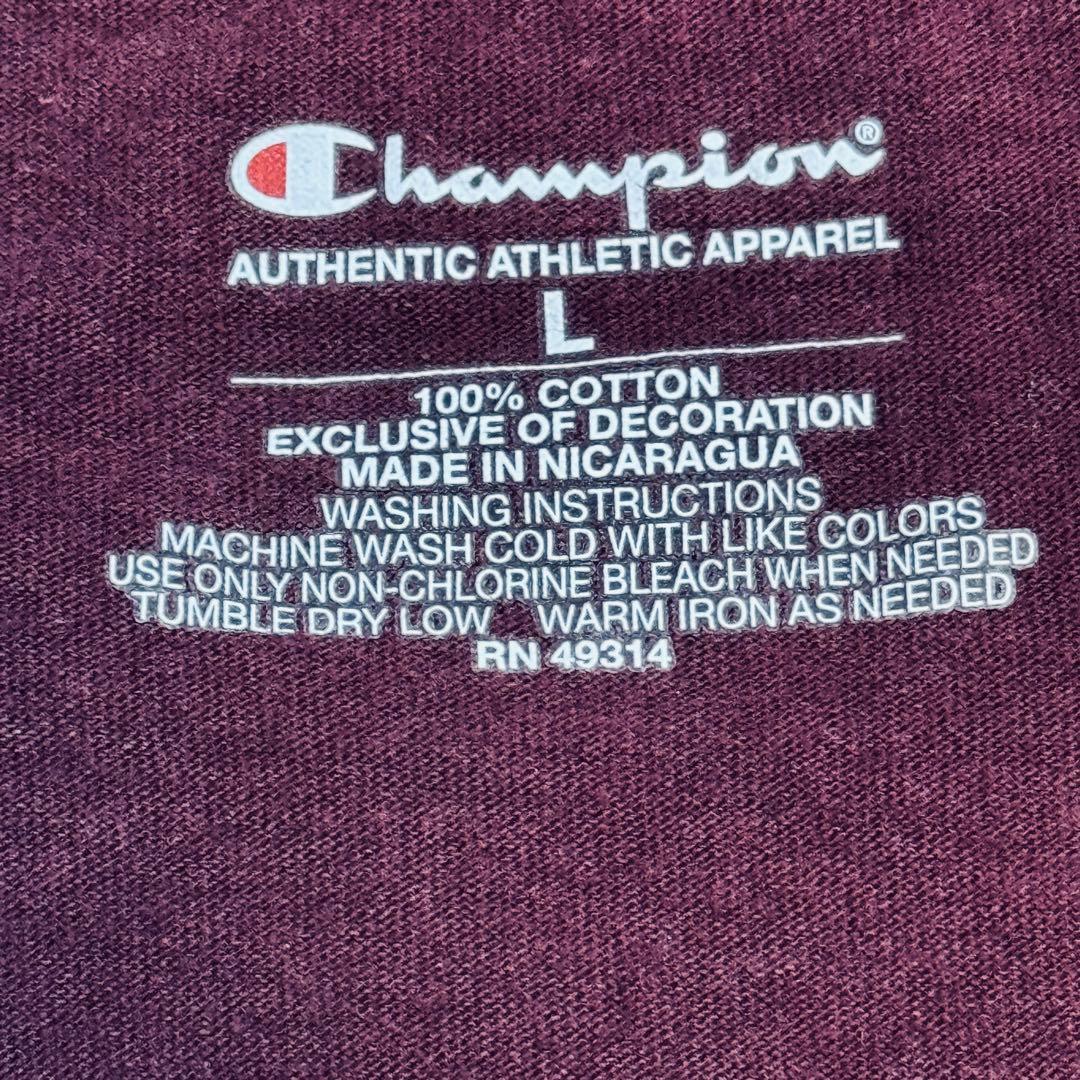 Champion®
AUTHENTIC ATHLETIC APPAREL
L
100% COTTON
EXCLUSIVE OF DECORATION
MADE IN NICARAGUA
WASHING INSTRUCTIONS
MACHINE WASH COLD WITH LIKE COLORS
USE ONLY NON-CHLORINE BLEACH WHEN NEEDED
TUMBLE DRY LOW WARM IRON AS NEEDED
RN 49314